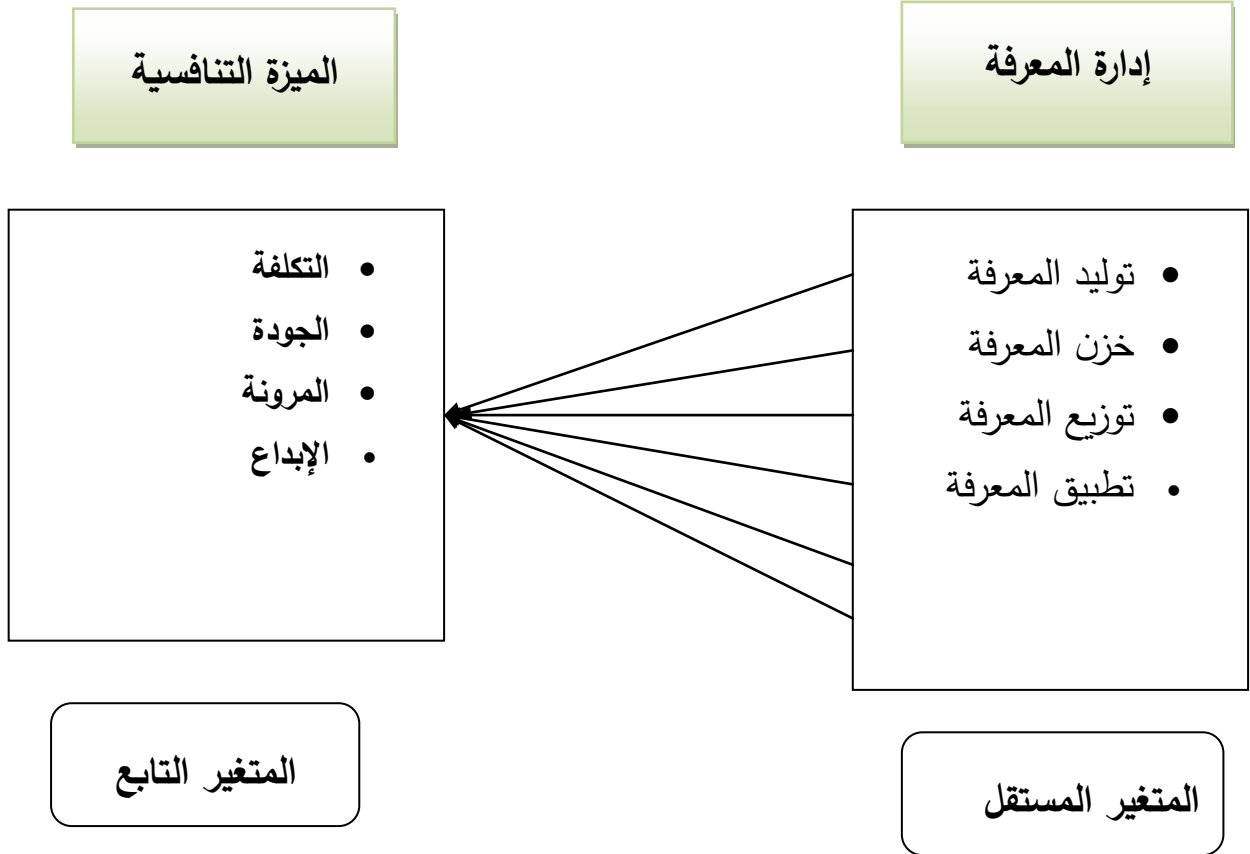 إدارة المعرفة
الميزة التنافسية
• توليد المعرفة
• خزن المعرفة
• توزيع المعرفة
• تطبيق المعرفة
• التكلفة
• الجودة
• المرونة
• الإبداع
المتغير المستقل
المتغير التابع